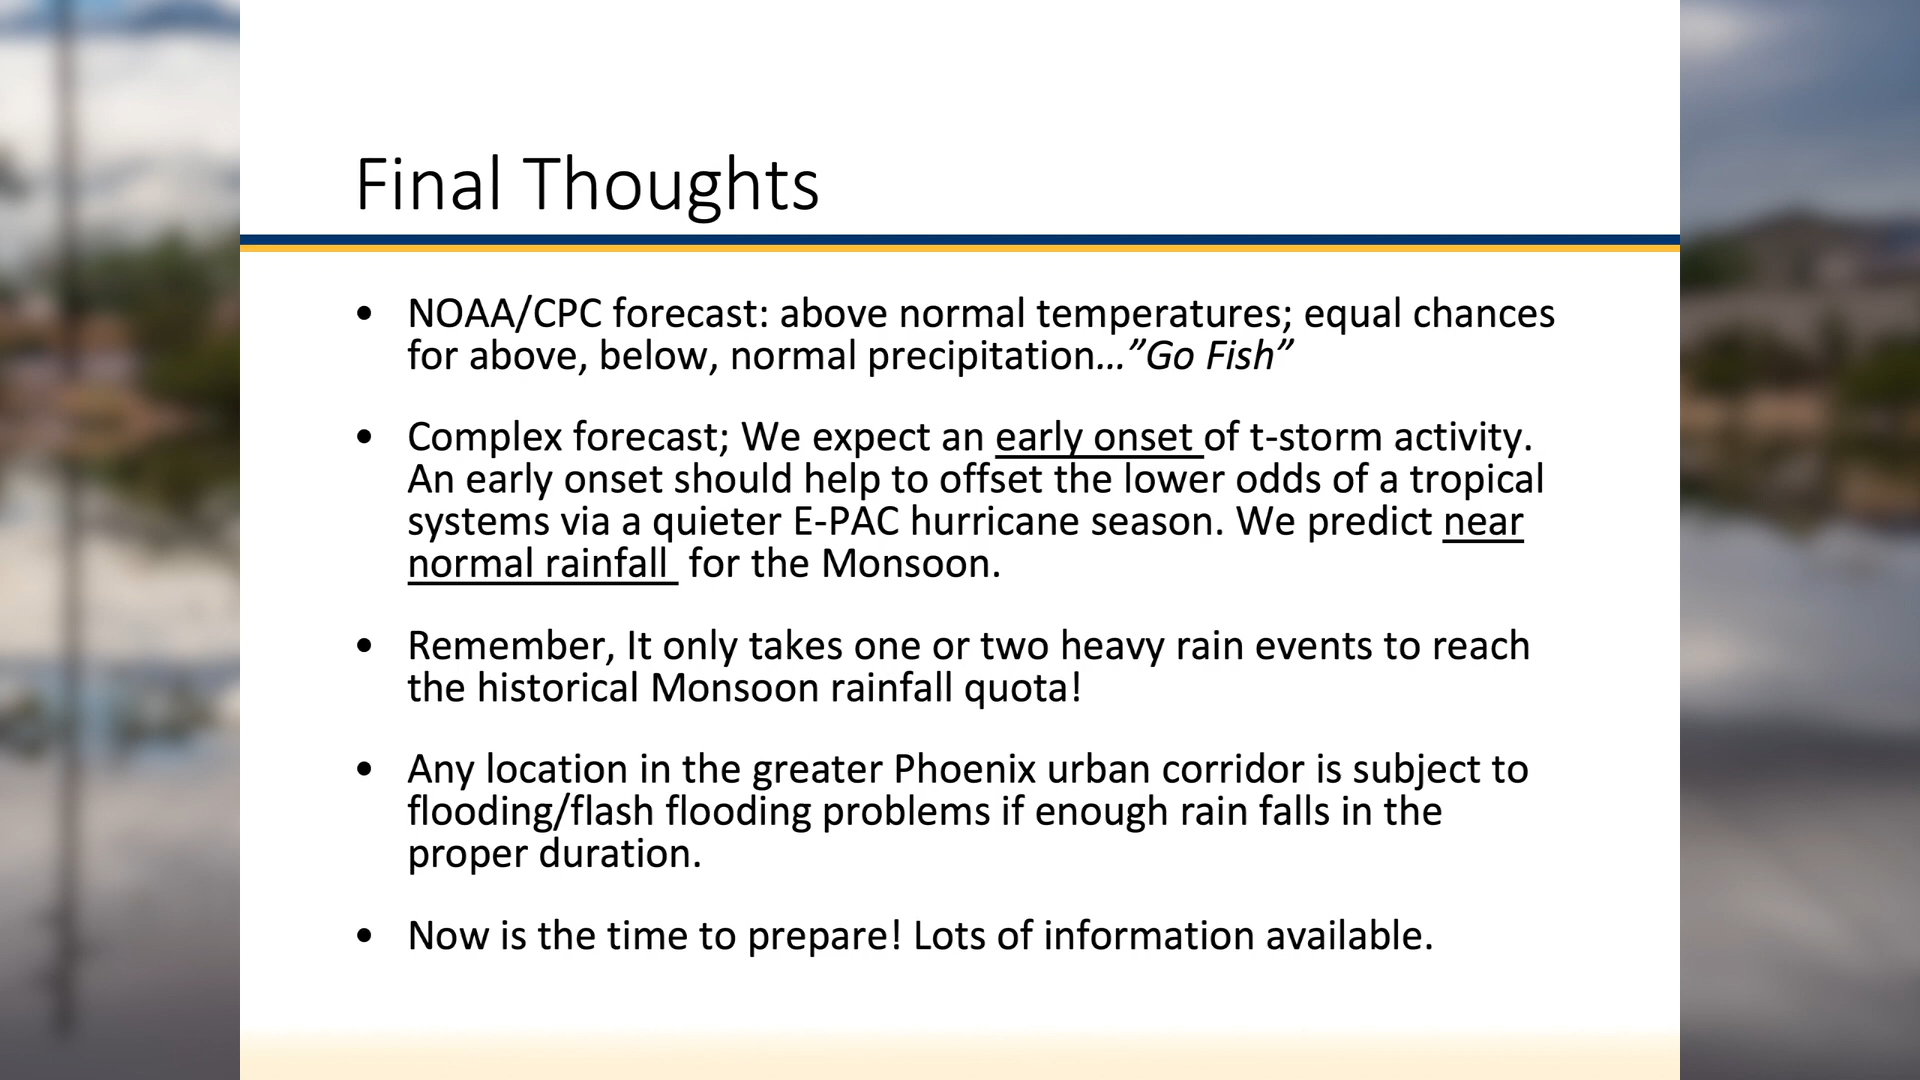 Final Thoughts
• NOAA/CPC forecast: above normal temperatures; equal chances
for above, below, normal precipitation…”Go Fish”
• Complex forecast; We expect an early onset of t-storm activity.
An early onset should help to offset the lower odds of a tropical
systems via a quieter E-PAC hurricane season. We predict near
normal rainfall  for the Monsoon.
• Remember, It only takes one or two heavy rain events to reach
the historical Monsoon rainfall quota!
• Any location in the greater Phoenix urban corridor is subject to
flooding/flash flooding problems if enough rain falls in the
proper duration.
• Now is the time to prepare! Lots of information available.